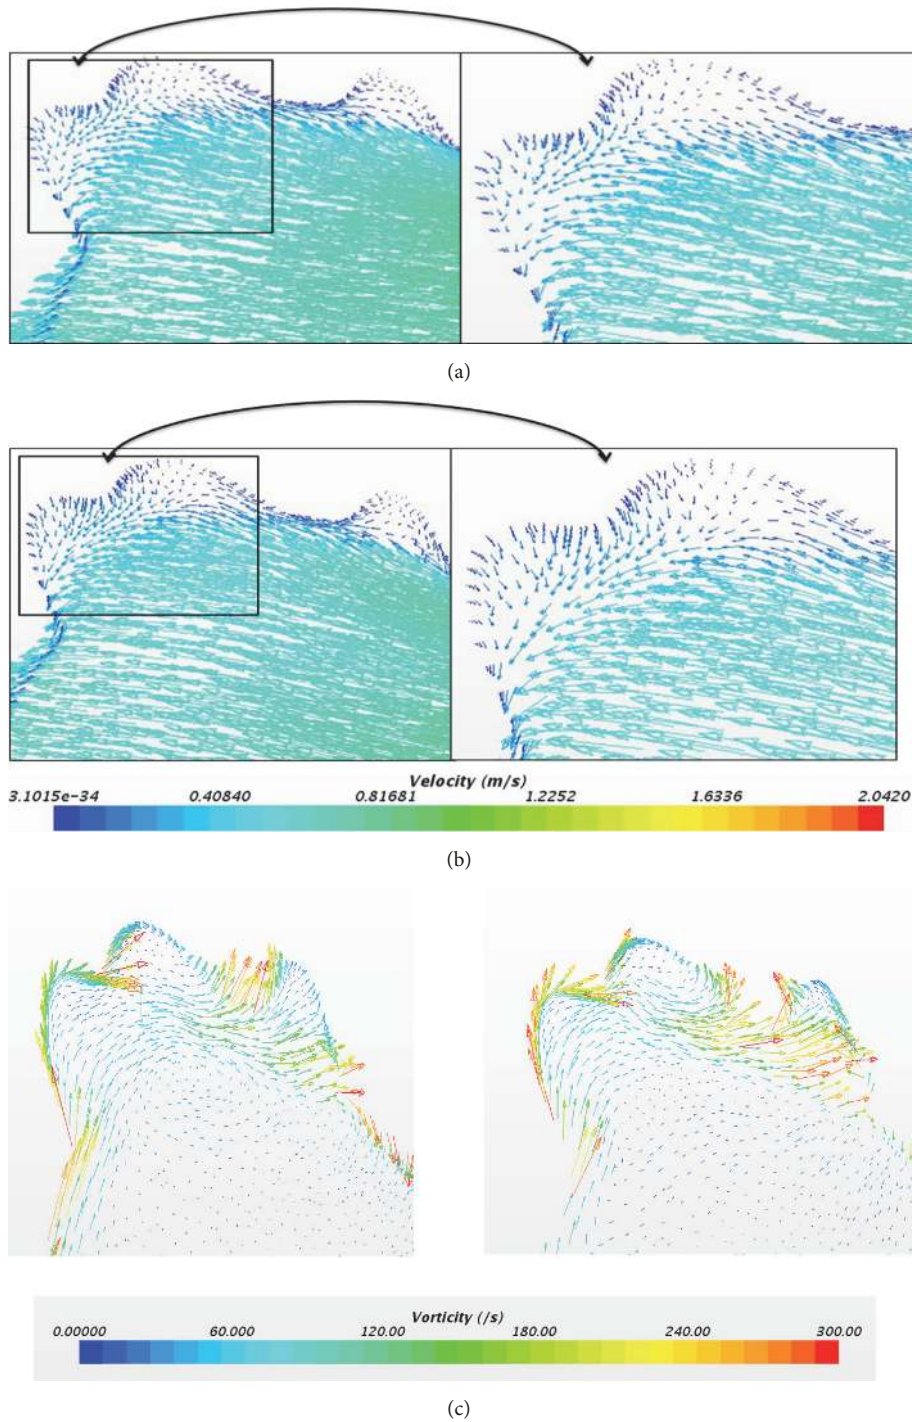 (a)
Velocity (m/s)
3.1015e-34 0.40840 0.81681 1.2252 1.6336 2.0420
(b)
Vorticity (/s)
0.00000 60.000 120.00 180.00 240.00 300.00
(c)